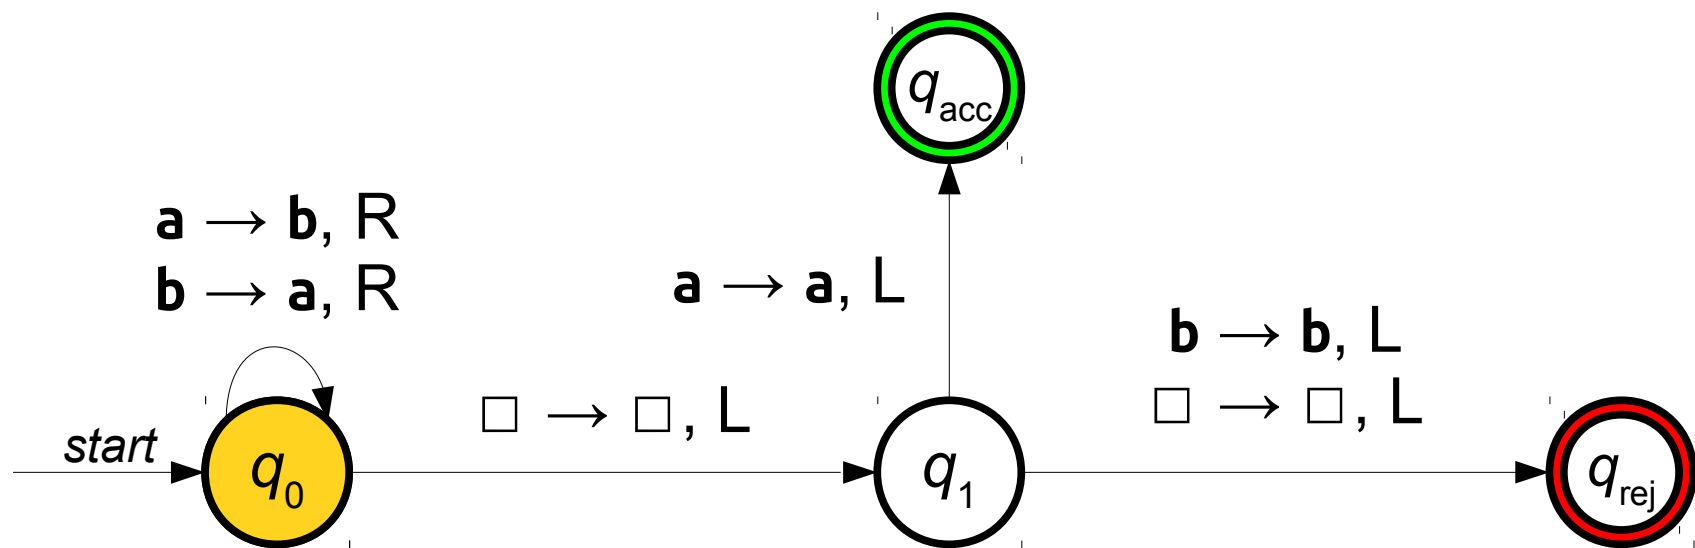 q_acc
a → b, R
b → a, R
a → a, L
b → b, L
□ → □, L
□ → □, L
start
q_0
q_1
q_rej